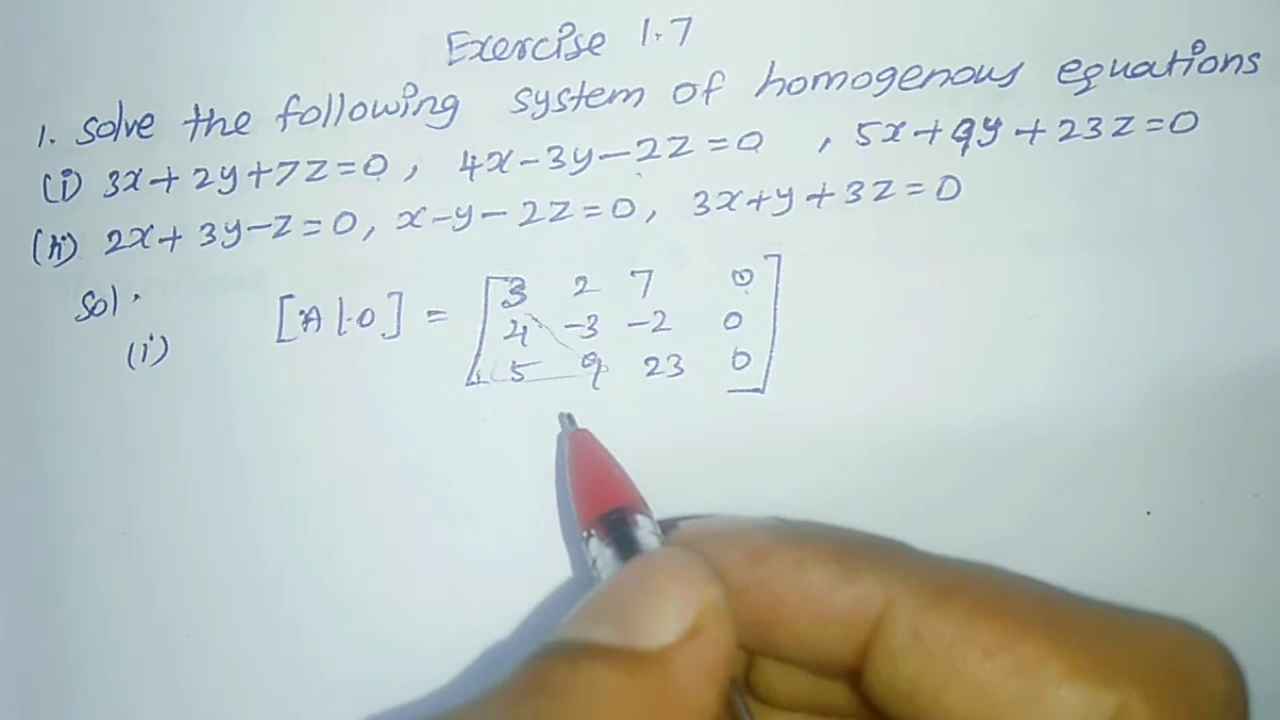 Exercise 1.7
1. Solve the following system of homogenous equations
(i) 3x + 2y + 7z = 0 , 4x - 3y - 2z = 0 , 5x + 9y + 23z = 0
(ii) 2x + 3y - z = 0, x - y - 2z = 0, 3x + y + 3z = 0
Sol.
(i) [A | 0] = [ 3 2 7 0
4 -3 -2 0
5 9 23 0 ]